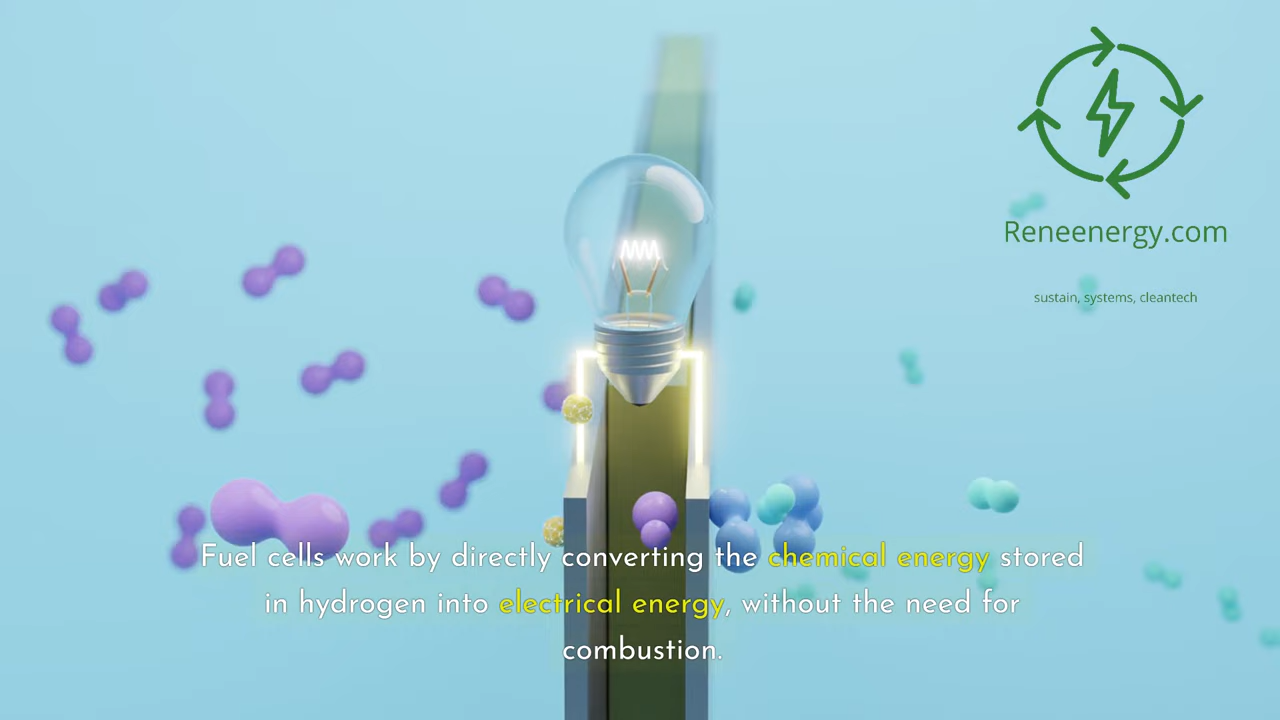 Reneenergy.com
sustain, systems, cleantech
Fuel cells work by directly converting the chemical energy stored
in hydrogen into electrical energy, without the need for
combustion.